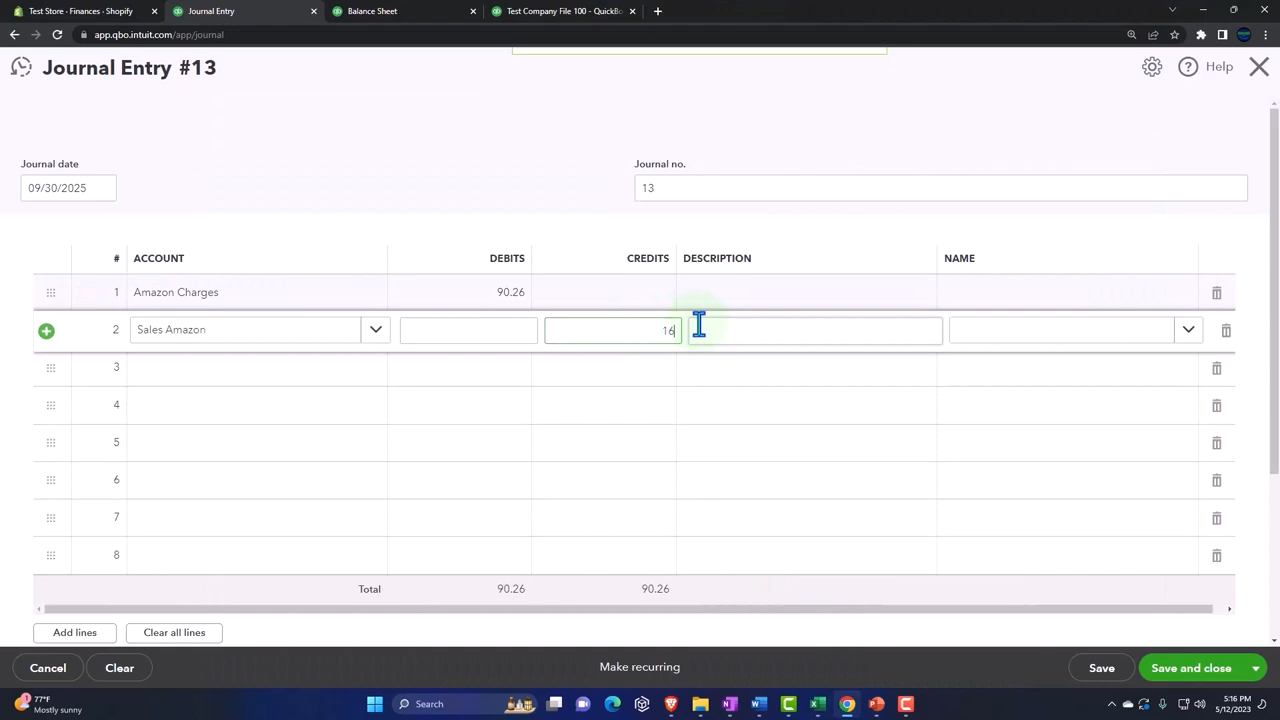 Test Store - Finances - Shopify
Journal Entry
Balance Sheet
Test Company File 100 - QuickBo
app.qbo.intuit.com/app/journal
Journal Entry #13
Help
Journal date
Journal no.
09/30/2025
13
# ACCOUNT DEBITS CREDITS DESCRIPTION NAME
1 Amazon Charges 90.26
2 Sales Amazon 16
3
4
5
6
7
8
Total 90.26 90.26
Add lines Clear all lines
Cancel Clear Make recurring Save Save and close
77°F
Mostly sunny
Search
5:16 PM
5/12/2023